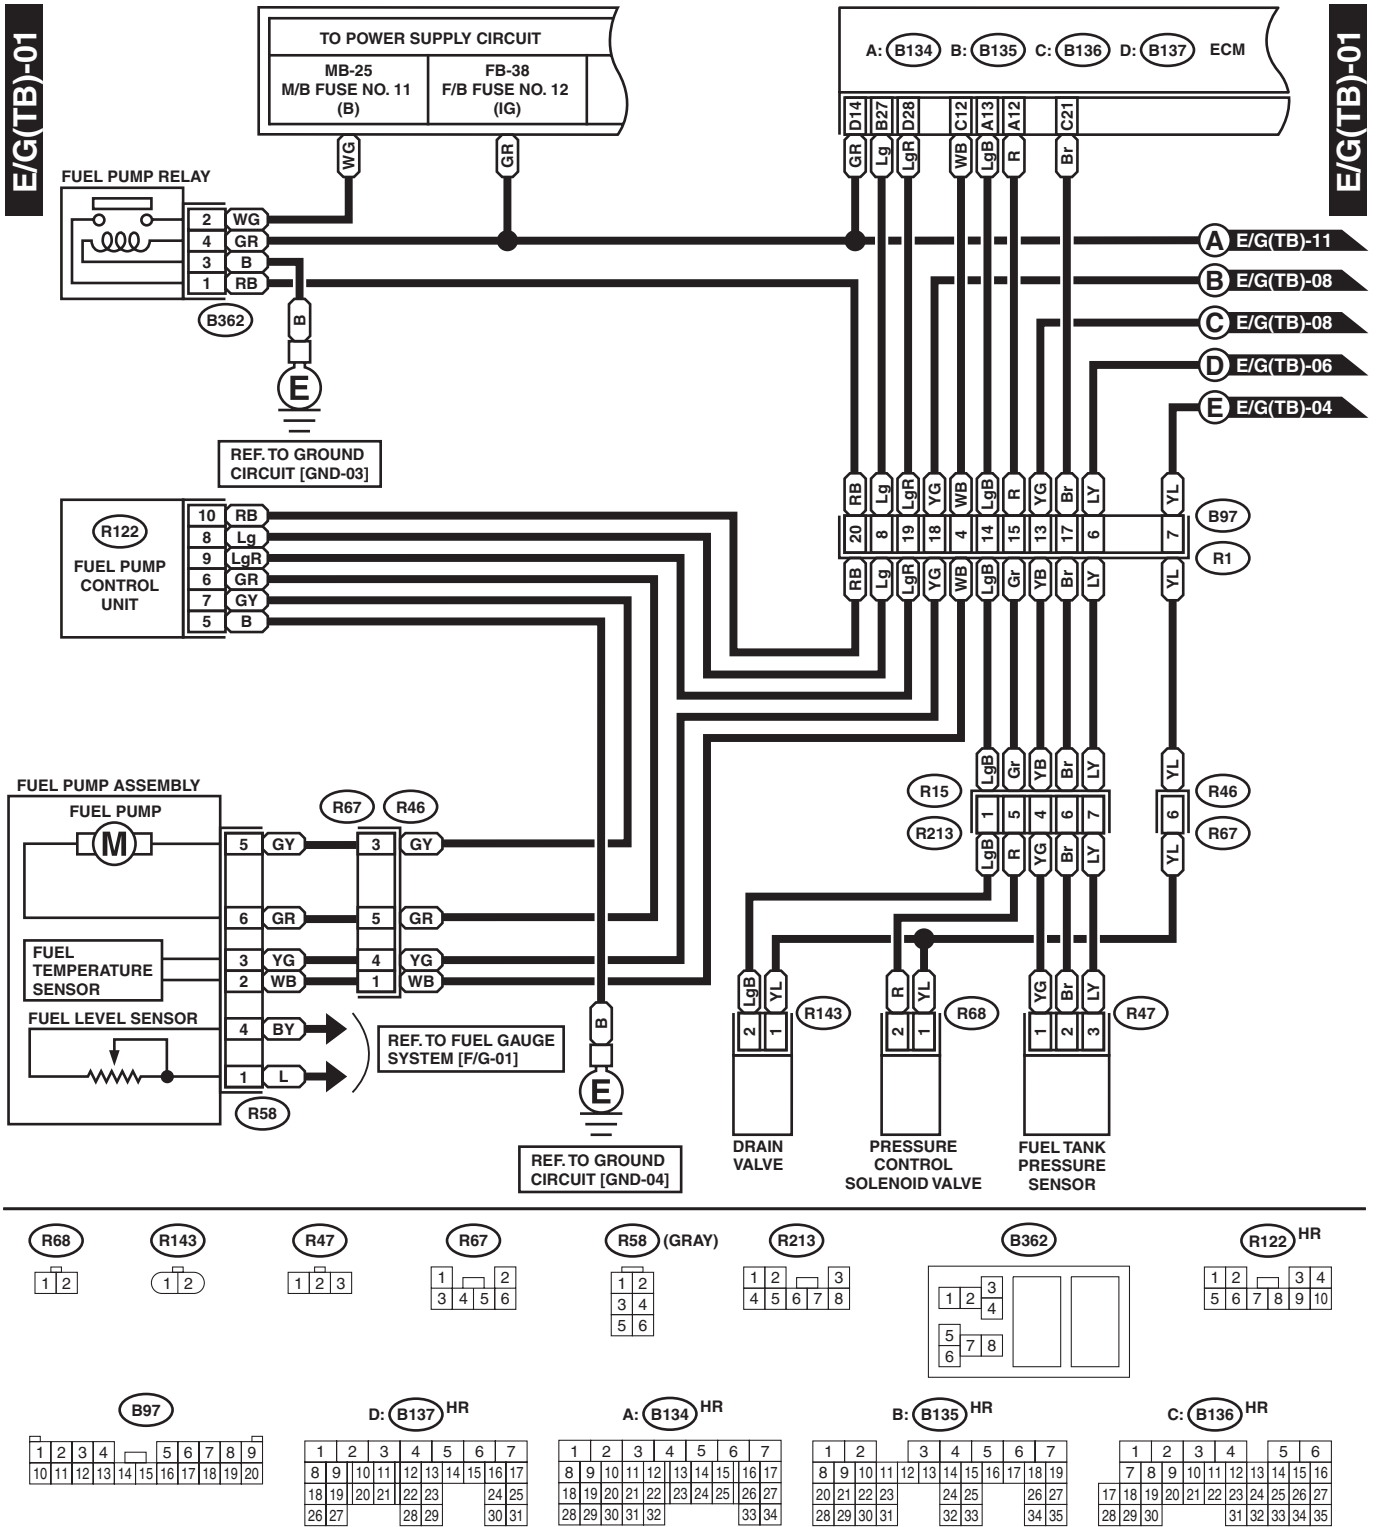 E/G(TB)-01
TO POWER SUPPLY CIRCUIT
MB-25
M/B FUSE NO. 11
(B)
FB-38
F/B FUSE NO. 12
(IG)
A: B134 B: B135 C: B136 D: B137 ECM
E/G(TB)-01
D14 B27 D28 C12 A13 A12 C21
WG GR GR Lg LgR WB LgB R Br
FUEL PUMP RELAY
2 WG
4 GR
3 B
1 RB
B362
B
E
REF. TO GROUND
CIRCUIT [GND-03]
A E/G(TB)-11
B E/G(TB)-08
C E/G(TB)-08
D E/G(TB)-06
E E/G(TB)-04
RB Lg LgR YG WB LgB R YG Br LY YL
20 8 19 18 4 14 15 13 17 6 7
B97
R1
RB Lg LgR YG WB LgB Gr YB Br LY YL
R122
FUEL PUMP
CONTROL
UNIT
10 RB
8 Lg
9 LgR
6 GR
7 GY
5 B
LgB Gr YB Br LY YL
R15
R213
1 5 4 6 7 6
R46
R67
LgB R YG Br LY YL
FUEL PUMP ASSEMBLY
FUEL PUMP
M
R67 R46
5 GY 3 GY
6 GR 5 GR
FUEL
TEMPERATURE
SENSOR
3 YG 4 YG
2 WB 1 WB
FUEL LEVEL SENSOR
4 BY
1 L
R58
REF. TO FUEL GAUGE
SYSTEM [F/G-01]
B
E
REF. TO GROUND
CIRCUIT [GND-04]
LgB YL R YL YG Br LY
2 1 R143 2 1 R68 1 2 3 R47
DRAIN
VALVE
PRESSURE
CONTROL
SOLENOID VALVE
FUEL TANK
PRESSURE
SENSOR
R68
1 2
R143
1 2
R47
1 2 3
R67
1 2
3 4 5 6
R58 (GRAY)
1 2
3 4
5 6
R213
1 2 3
4 5 6 7 8
B362
1 2 3
4
5
6 7 8
R122 HR
1 2 3 4
5 6 7 8 9 10
B97
1 2 3 4 5 6 7 8 9
10 11 12 13 14 15 16 17 18 19 20
D: B137 HR
1 2 3 4 5 6 7
8 9 10 11 12 13 14 15 16 17
18 19 20 21 22 23 24 25
26 27 28 29 30 31
A: B134 HR
1 2 3 4 5 6 7
8 9 10 11 12 13 14 15 16 17
18 19 20 21 22 23 24 25 26 27
28 29 30 31 32 33 34
B: B135 HR
1 2 3 4 5 6 7
8 9 10 11 12 13 14 15 16 17 18 19
20 21 22 23 24 25 26 27
28 29 30 31 32 33 34 35
C: B136 HR
1 2 3 4 5 6
7 8 9 10 11 12 13 14 15 16
17 18 19 20 21 22 23 24 25 26 27
28 29 30 31 32 33 34 35